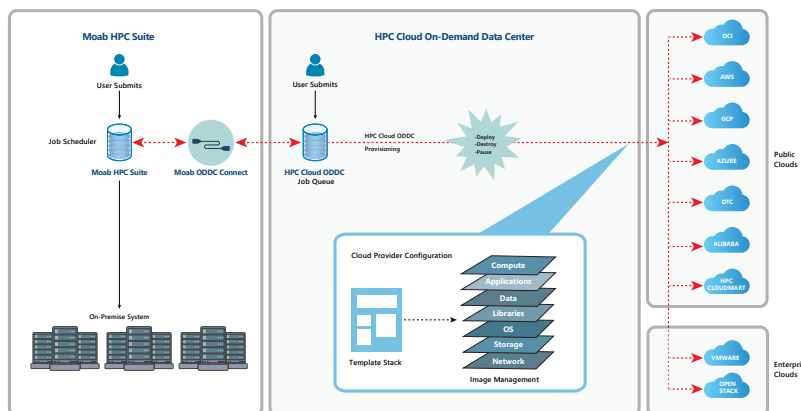 Moab HPC Suite
User Submits
Job Scheduler
Moab HPC Suite
Moab ODDC Connect
On-Premise System
HPC Cloud On-Demand Data Center
User Submits
HPC Cloud ODDC
Job Queue
HPC Cloud ODDC
Provisioning
-Deploy
-Destroy
-Pause
Cloud Provider Configuration
Template Stack
Compute
Applications
Data
Libraries
OS
Storage
Network
Image Management
OCI
AWS
GCP
AZURE
OTC
ALIBABA
HPC
CLOUDMART
Public
Clouds
VMWARE
OPEN
STACK
Enterpri
Clouds